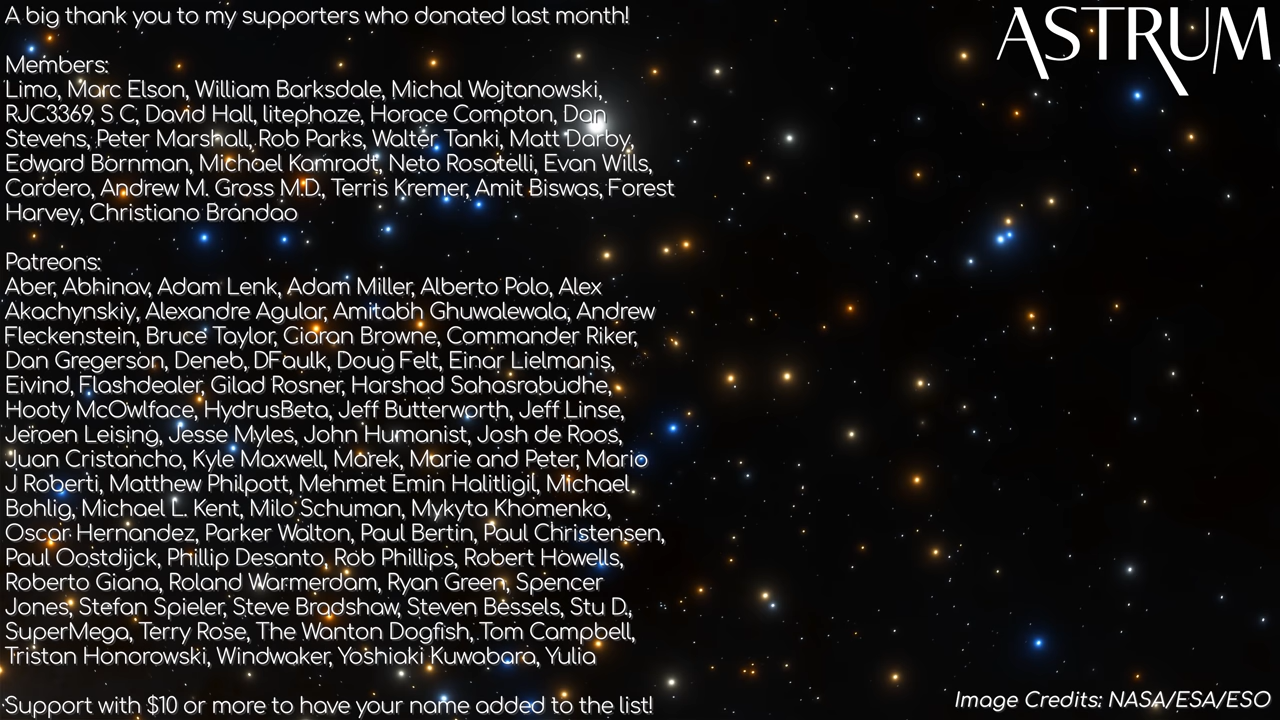 A big thank you to my supporters who donated last month!
ASTRUM
Members:
Limo, Marc Elson, William Barksdale, Michal Wojtanowski,
RJC3369, S C, David Hall, litephaze, Horace Compton, Dan
Stevens, Peter Marshall, Rob Parks, Walter Tanki, Matt Darby,
Edward Bornman, Michael Kamradt, Neto Rosatelli, Evan Wills,
Cardero, Andrew M. Gross M.D., Terris Kremer, Amit Biswas, Forest
Harvey, Christiano Brandao
Patreons:
Aber, Abhinav, Adam Lenk, Adam Miller, Alberto Polo, Alex
Akachynskiy, Alexandre Agular, Amitabh Ghuwalewala, Andrew
Fleckenstein, Bruce Taylor, Ciaran Browne, Commander Riker,
Dan Gregerson, Deneb, DFaulk, Doug Felt, Einar Lielmanis,
Eivind, Flashdealer, Gilad Rosner, Harshad Sahasrabudhe,
Hooty McOwlface, HydrusBeta, Jeff Butterworth, Jeff Linse,
Jeroen Leising, Jesse Myles, John Humanist, Josh de Roos,
Juan Cristancho, Kyle Maxwell, Marek, Marie and Peter, Mario
J Roberti, Matthew Philpott, Mehmet Emin Halitligil, Michael
Bohlig, Michael L. Kent, Milo Schuman, Mykyta Khomenko,
Oscar Hernandez, Parker Walton, Paul Bertin, Paul Christensen,
Paul Oostdijck, Phillip Desanto, Rob Phillips, Robert Howells,
Roberto Giana, Roland Warmerdam, Ryan Green, Spencer
Jones, Stefan Spieler, Steve Bradshaw, Steven Bessels, Stu D.,
SuperMega, Terry Rose, The Wanton Dogfish, Tom Campbell,
Tristan Honorowski, Windwaker, Yoshiaki Kuwabara, Yulia
Support with $10 or more to have your name added to the list!
Image Credits: NASA/ESA/ESO